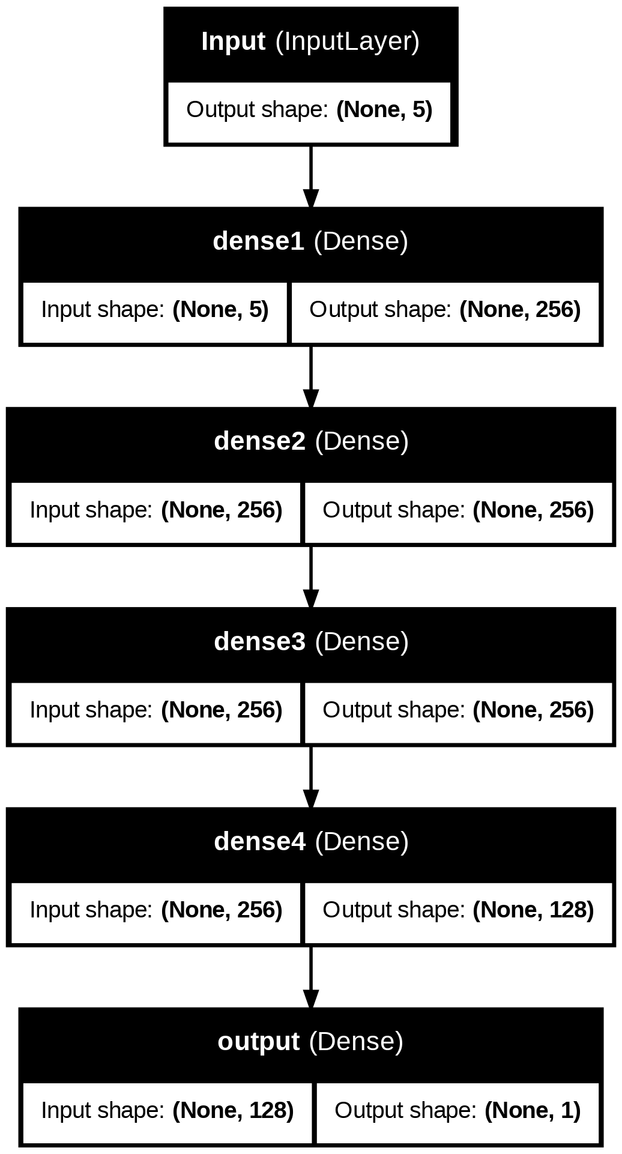 Input (InputLayer)
Output shape: (None, 5)
dense1 (Dense)
Input shape: (None, 5) Output shape: (None, 256)
dense2 (Dense)
Input shape: (None, 256) Output shape: (None, 256)
dense3 (Dense)
Input shape: (None, 256) Output shape: (None, 256)
dense4 (Dense)
Input shape: (None, 256) Output shape: (None, 128)
output (Dense)
Input shape: (None, 128) Output shape: (None, 1)